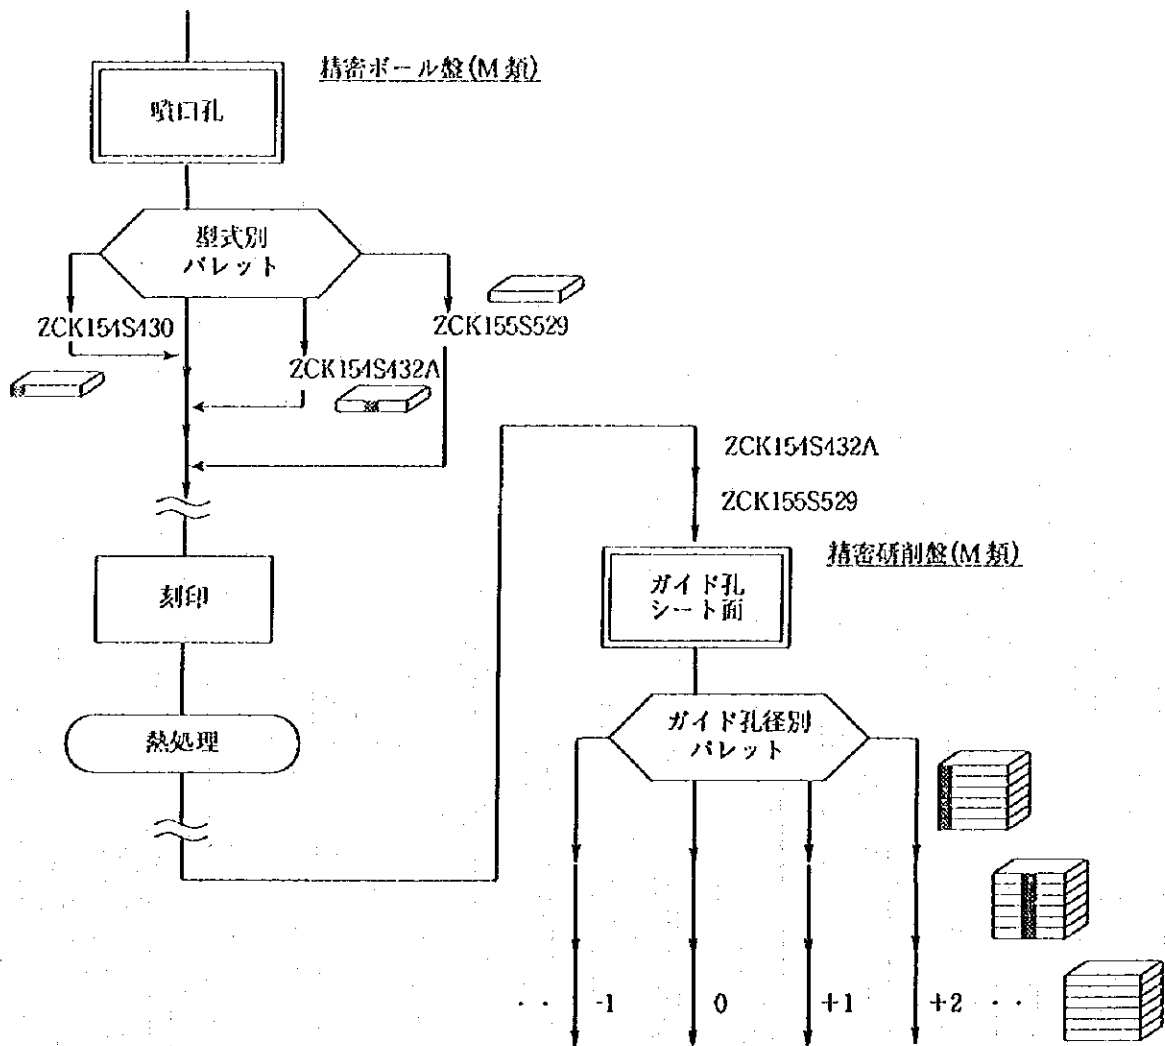 精密ボール盤(M類)
噴口孔
型式別
パレット
ZCK154S430
ZCK155S529
ZCK154S432A
ZCK154S432A
ZCK155S529
刻印
精密研削盤(M類)
ガイド孔
シート面
熱処理
ガイド孔径別
パレット
·· -1 0 +1 +2 ··